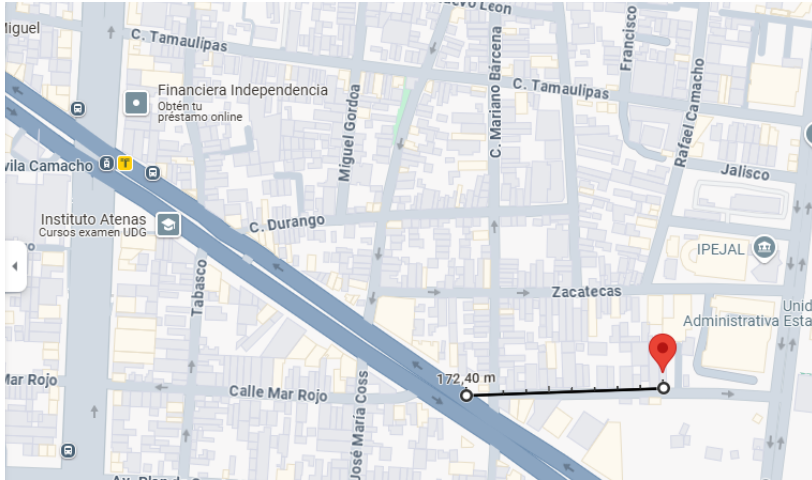 Miguel
C. Tamaulipas
Financiera Independencia
Obtén tu
préstamo online
Miguel Gordoa
C. Mariano Bárcena
Francisco
C. Tamaulipas
Rafael Camacho
Jalisco
vila Camacho
Instituto Atenas
Cursos examen UDG
C. Durango
Tabasco
IPEJAL
Zacatecas
Unid
Administrativa Esta
172,40 m
Mar Rojo
Calle Mar Rojo
José María Coss